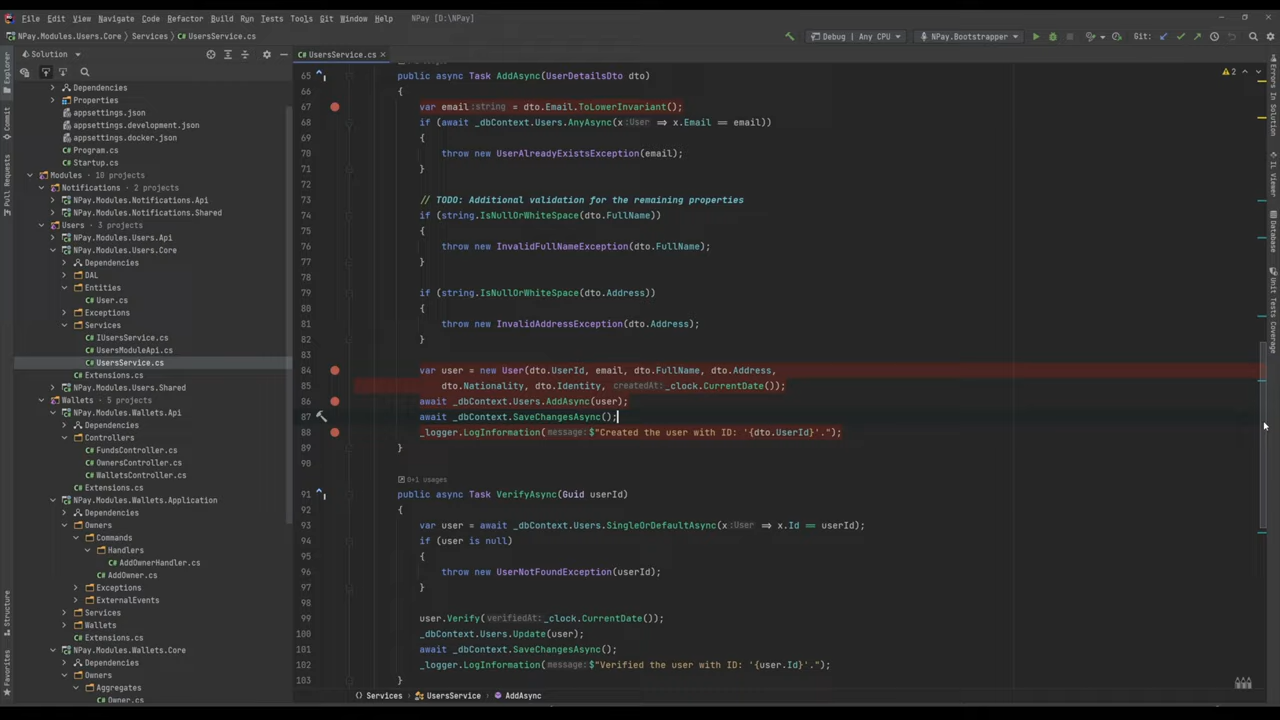 File Edit View Navigate Code Refactor Build Run Tests Tools Git Window Help NPay [D:\NPay]
NPay.Modules.Users.Core Services UsersService.cs
Debug | Any CPU NPay.Bootstrapper Git:
Solution
UsersService.cs
Dependencies
Properties
appsettings.json
appsettings.development.json
appsettings.docker.json
Program.cs
Startup.cs
Modules · 10 projects
Notifications · 2 projects
NPay.Modules.Notifications.Api
NPay.Modules.Notifications.Shared
Users · 3 projects
NPay.Modules.Users.Api
NPay.Modules.Users.Core
Dependencies
DAL
Entities
C# User.cs
Exceptions
Services
C# IUsersService.cs
C# UsersModuleApi.cs
C# UsersService.cs
C# Extensions.cs
NPay.Modules.Users.Shared
Wallets · 5 projects
NPay.Modules.Wallets.Api
Dependencies
Controllers
C# FundsController.cs
C# OwnersController.cs
C# WalletsController.cs
C# Extensions.cs
NPay.Modules.Wallets.Application
Dependencies
Owners
Commands
Handlers
C# AddOwnerHandler.cs
C# AddOwner.cs
Exceptions
ExternalEvents
Services
Wallets
C# Extensions.cs
NPay.Modules.Wallets.Core
Dependencies
Owners
Aggregates
C# Owner.cs
65 public async Task AddAsync(UserDetailsDto dto)
66 {
67 var email:string = dto.Email.ToLowerInvariant();
68 if (await _dbContext.Users.AnyAsync(x:User ⇒ x.Email == email))
69 {
70 throw new UserAlreadyExistsException(email);
71 }
72
73 // TODO: Additional validation for the remaining properties
74 if (string.IsNullOrWhiteSpace(dto.FullName))
75 {
76 throw new InvalidFullNameException(dto.FullName);
77 }
78
79 if (string.IsNullOrWhiteSpace(dto.Address))
80 {
81 throw new InvalidAddressException(dto.Address);
82 }
83
84 var user = new User(dto.UserId, email, dto.FullName, dto.Address,
85 dto.Nationality, dto.Identity, createdAt:_clock.CurrentDate());
86 await _dbContext.Users.AddAsync(user);
87 await _dbContext.SaveChangesAsync();
88 _logger.LogInformation(message:$"Created the user with ID: '{dto.UserId}'.");
89 }
90
0+1 usages
91 public async Task VerifyAsync(Guid userId)
92 {
93 var user = await _dbContext.Users.SingleOrDefaultAsync(x:User ⇒ x.Id == userId);
94 if (user is null)
95 {
96 throw new UserNotFoundException(userId);
97 }
98
99 user.Verify(verifiedAt:_clock.CurrentDate());
100 _dbContext.Users.Update(user);
101 await _dbContext.SaveChangesAsync();
102 _logger.LogInformation(message:$"Verified the user with ID: '{user.Id}'.");
103 }
Services UsersService AddAsync
2
Explorer
Commit
Pull Requests
Structure
Favorites
Errors In Solution
IL Viewer
Database
Unit Tests Coverage